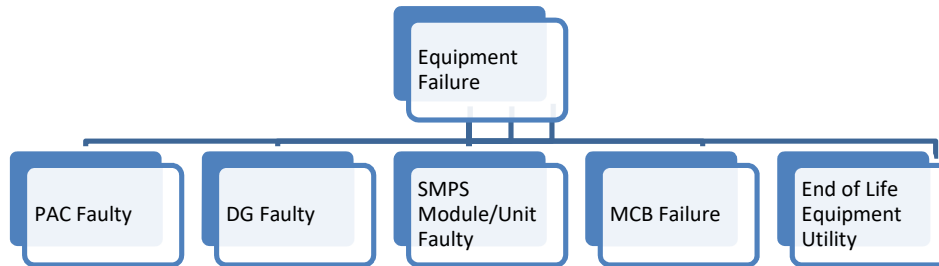 Equipment
Failure
PAC Faulty
DG Faulty
SMPS
Module/Unit
Faulty
MCB Failure
End of Life
Equipment
Utility